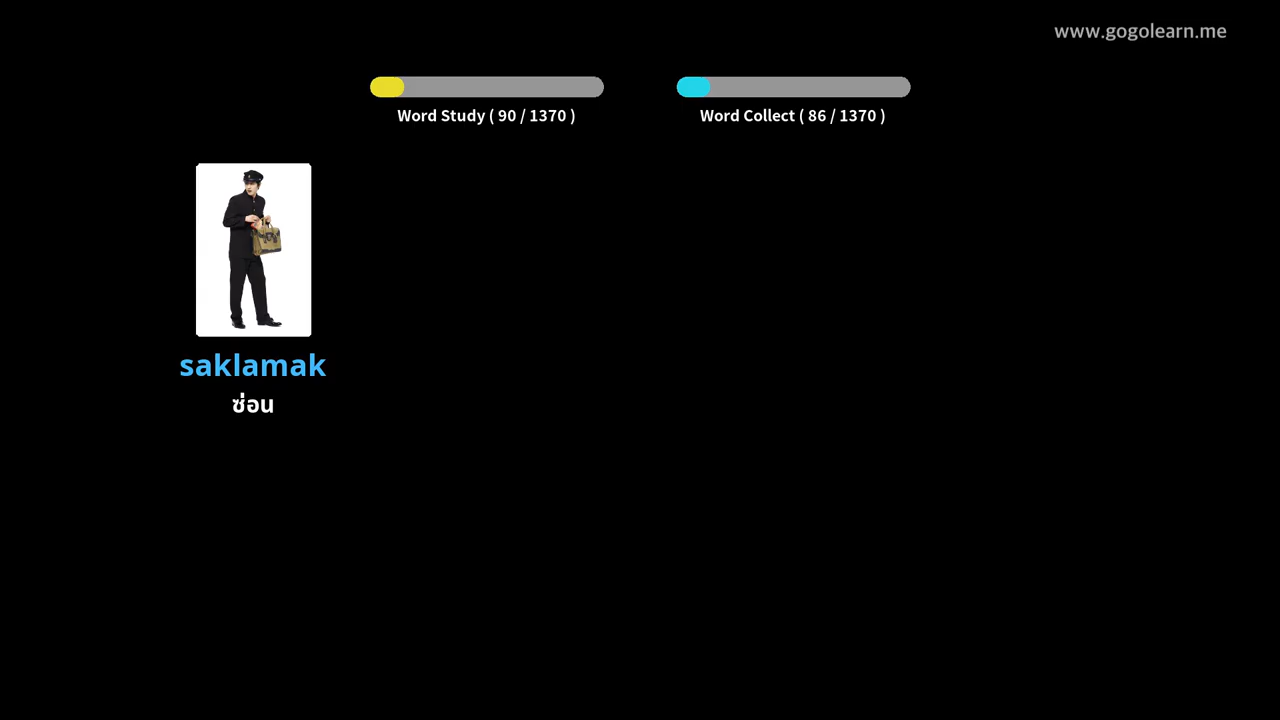 www.gogolearn.me
Word Study ( 90 / 1370 )
Word Collect ( 86 / 1370 )
saklamak
ซ่อน